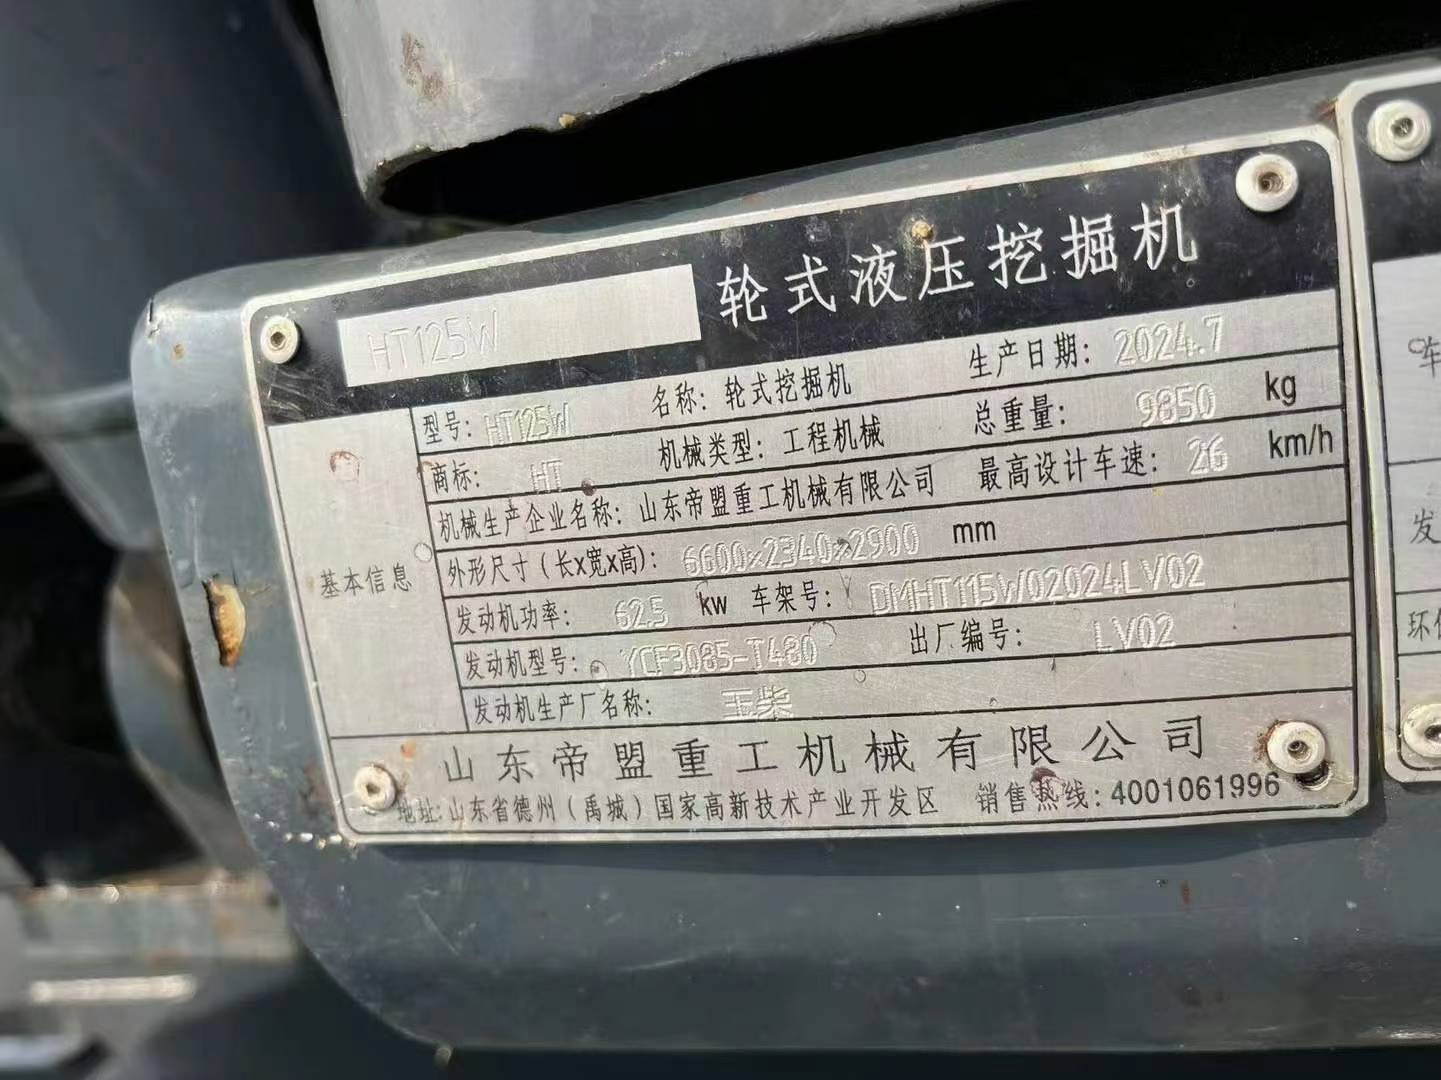 HT125W 轮式液压挖掘机
型号: HT125W 名称: 轮式挖掘机 生产日期: 2024.7
商标: HT 机械类型: 工程机械 总重量: 9850 kg
机械生产企业名称: 山东帝盟重工机械有限公司 最高设计车速: 26 km/h
基本信息
外形尺寸(长x宽x高): 6600x2340x2900 mm
发动机功率: 62.5 kw 车架号: DMHT115W02024LV02
发动机型号: YCF3085-T480 出厂编号: LV02
发动机生产厂名称: 玉柴
山东帝盟重工机械有限公司
地址:山东省德州(禹城)国家高新技术产业开发区 销售热线:4001061996
车
发
环保